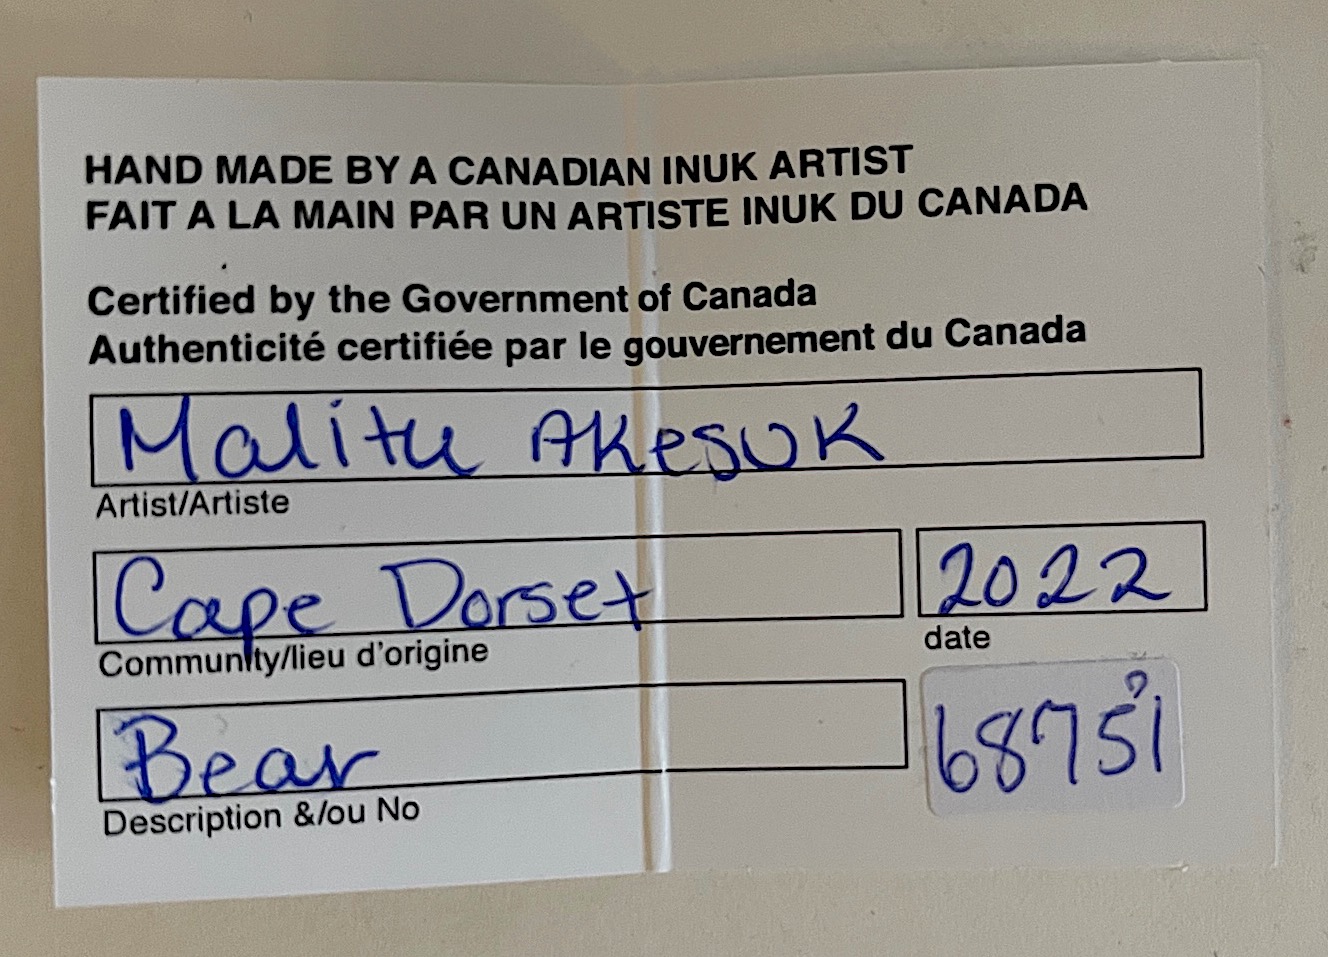 HAND MADE BY A CANADIAN INUK ARTIST
FAIT A LA MAIN PAR UN ARTISTE INUK DU CANADA
Certified by the Government of Canada
Authenticité certifiée par le gouvernement du Canada
Malitu AKesuK
Artist/Artiste
Cape Dorset 2022
Community/lieu d'origine date
Bear 68751
Description &/ou No